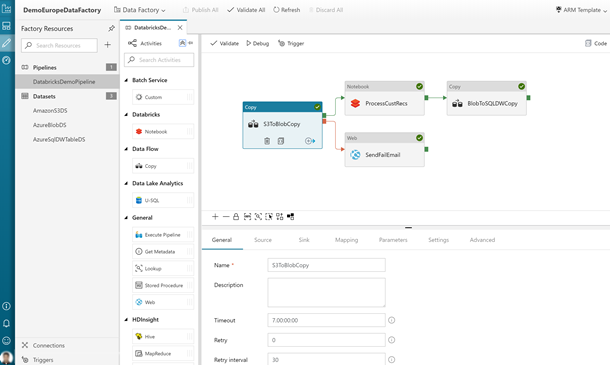 DemoEuropeDataFactory
Data Factory
Publish All
Validate All
Refresh
Discard All
ARM Template
Factory Resources
Search Resources
Pipelines
1
DatabricksDemoPipeline
Datasets
3
AmazonS3DS
AzureBlobDS
AzureSqlDWTableDS
Connections
Triggers
DatabricksDe...
Activities
Search Activities
Batch Service
Custom
Databricks
Notebook
Data Flow
Copy
Data Lake Analytics
U-SQL
General
Execute Pipeline
Get Metadata
Lookup
Stored Procedure
Web
HDInsight
Hive
MapReduce
Validate
Debug
Trigger
Code
Copy
S3ToBlobCopy
Notebook
ProcessCustRecs
Copy
BlobToSQLDWCopy
Web
SendFailEmail
General
Source
Sink
Mapping
Parameters
Settings
Advanced
Name *
S3ToBlobCopy
Description
Timeout
7.00:00:00
Retry
0
Retry interval
30